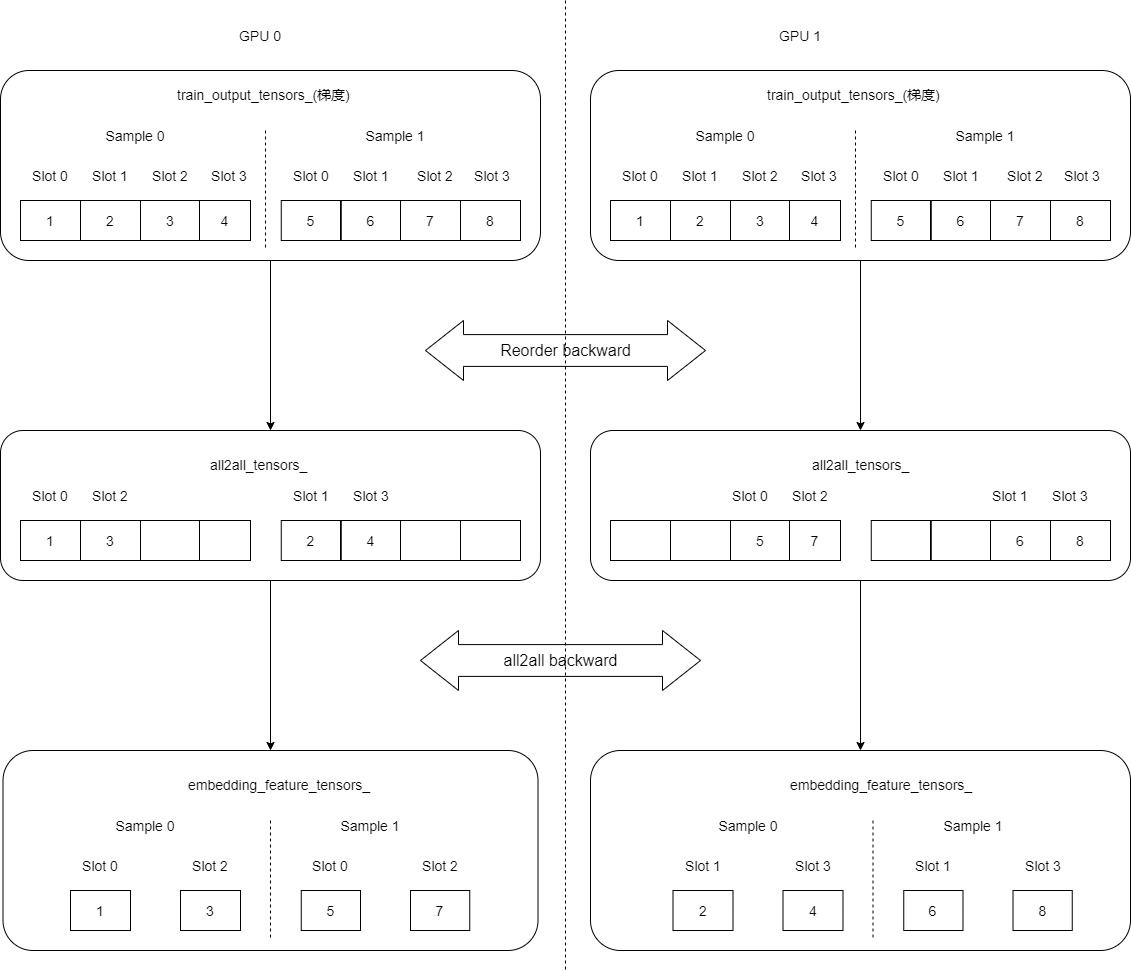 GPU 0 GPU 1
train_output_tensors_(梯度) train_output_tensors_(梯度)
Sample 0 Sample 1 Sample 0 Sample 1
Slot 0 Slot 1 Slot 2 Slot 3 Slot 0 Slot 1 Slot 2 Slot 3 Slot 0 Slot 1 Slot 2 Slot 3 Slot 0 Slot 1 Slot 2 Slot 3
1 2 3 4 5 6 7 8 1 2 3 4 5 6 7 8
Reorder backward
all2all_tensors_ all2all_tensors_
Slot 0 Slot 2 Slot 1 Slot 3 Slot 0 Slot 2 Slot 1 Slot 3
1 3 2 4 5 7 6 8
all2all backward
embedding_feature_tensors_ embedding_feature_tensors_
Sample 0 Sample 1 Sample 0 Sample 1
Slot 0 Slot 2 Slot 0 Slot 2 Slot 1 Slot 3 Slot 1 Slot 3
1 3 5 7 2 4 6 8